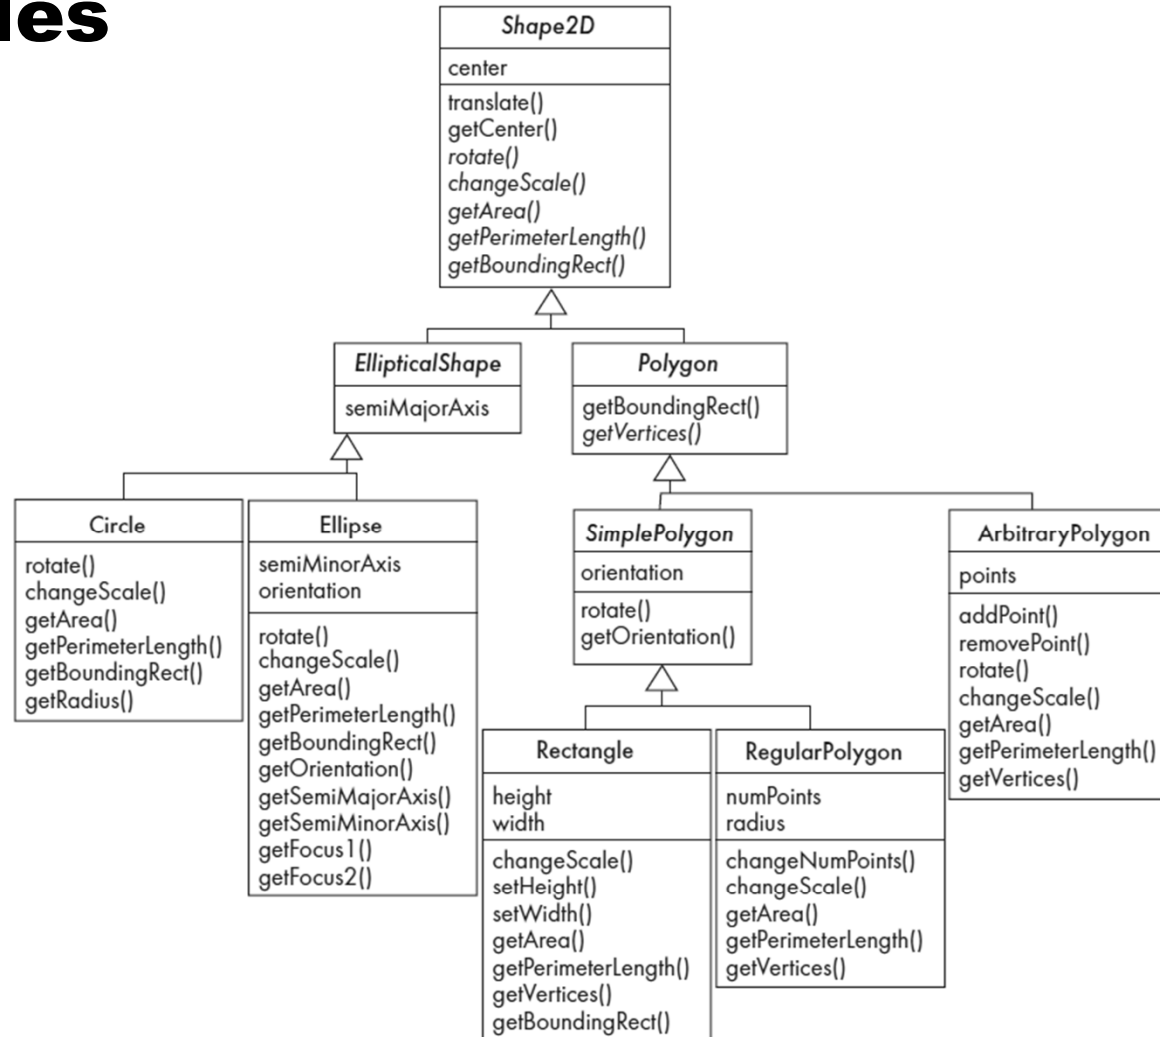 les
Shape2D
center
translate()
getCenter()
rotate()
changeScale()
getArea()
getPerimeterLength()
getBoundingRect()
EllipticalShape
semiMajorAxis
Polygon
getBoundingRect()
getVertices()
Circle
rotate()
changeScale()
getArea()
getPerimeterLength()
getBoundingRect()
getRadius()
Ellipse
semiMinorAxis
orientation
rotate()
changeScale()
getArea()
getPerimeterLength()
getBoundingRect()
getOrientation()
getSemiMajorAxis()
getSemiMinorAxis()
getFocus1()
getFocus2()
SimplePolygon
orientation
rotate()
getOrientation()
ArbitraryPolygon
points
addPoint()
removePoint()
rotate()
changeScale()
getArea()
getPerimeterLength()
getVertices()
Rectangle
height
width
changeScale()
setHeight()
setWidth()
getArea()
getPerimeterLength()
getVertices()
getBoundingRect()
RegularPolygon
numPoints
radius
changeNumPoints()
changeScale()
getArea()
getPerimeterLength()
getVertices()